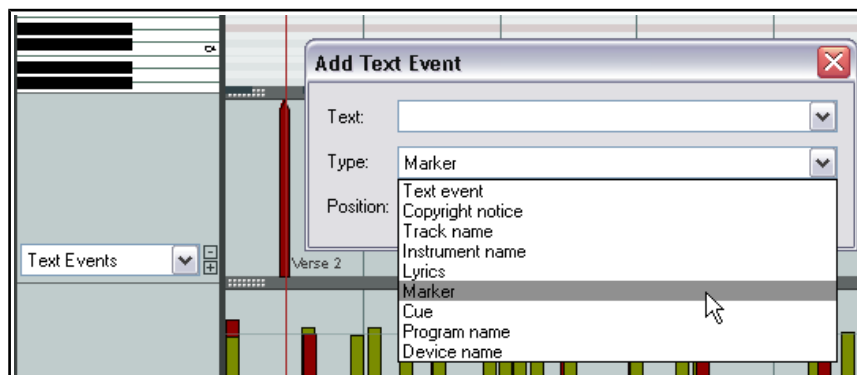 Add Text Event
Text:
Type: Marker
Position:
Text event
Copyright notice
Track name
Instrument name
Lyrics
Marker
Cue
Program name
Device name
Text Events
Verse 2